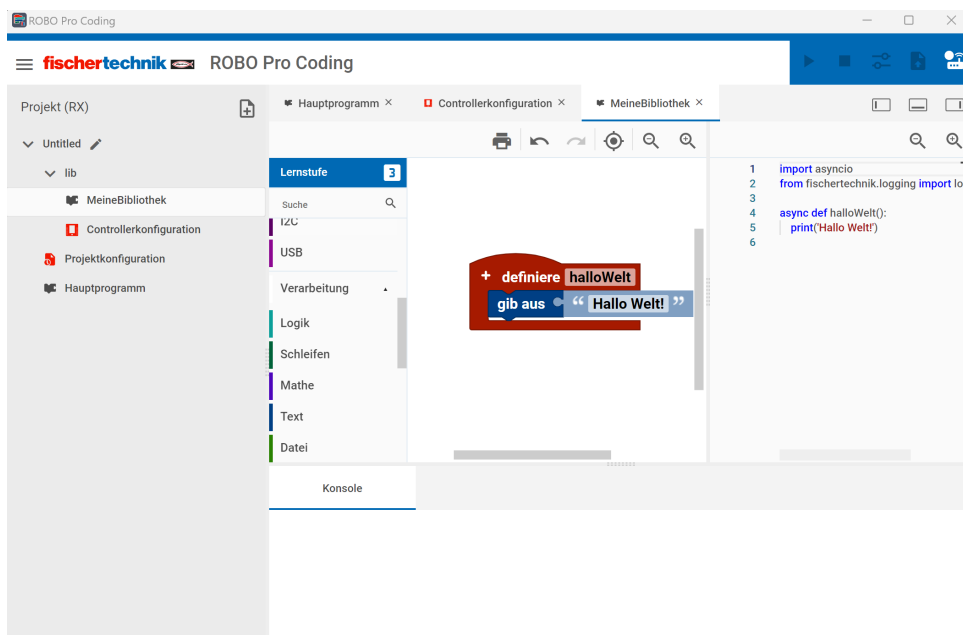 ROBO Pro Coding
fischertechnik ROBO Pro Coding
Projekt (RX)
Untitled
lib
MeineBibliothek
Controllerkonfiguration
Projektkonfiguration
Hauptprogramm
Hauptprogramm × Controllerkonfiguration × MeineBibliothek ×
Lernstufe 3
Suche
I2C
USB
Verarbeitung
Logik
Schleifen
Mathe
Text
Datei
+ definiere halloWelt
gib aus “ Hallo Welt! ”
1 import asyncio
2 from fischertechnik.logging import lo
3
4 async def halloWelt():
5 print('Hallo Welt!')
6
Konsole